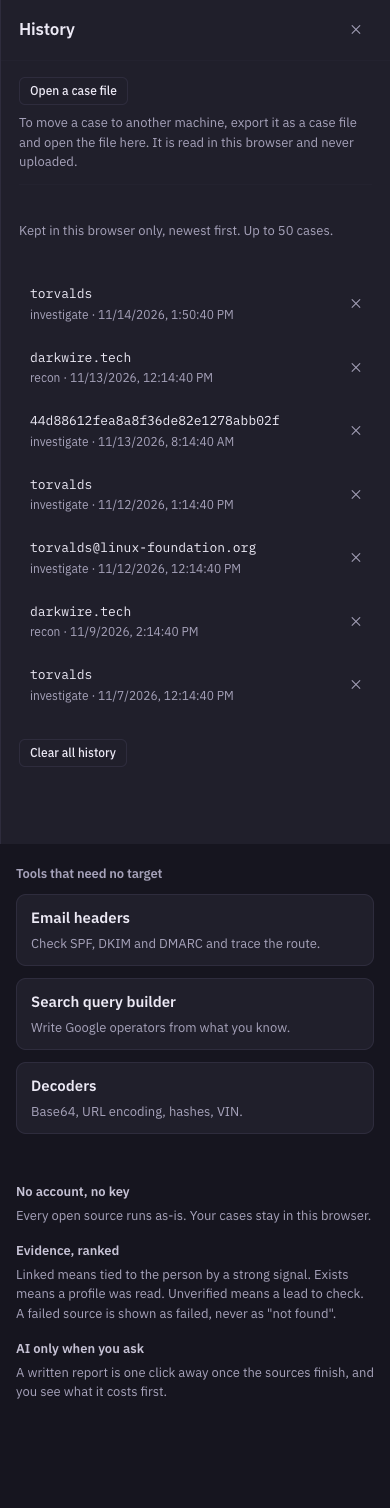 History
Open a case file
To move a case to another machine, export it as a case file
and open the file here. It is read in this browser and never
uploaded.
Kept in this browser only, newest first. Up to 50 cases.
torvalds
investigate · 11/14/2026, 1:50:40 PM
darkwire.tech
recon · 11/13/2026, 12:14:40 PM
44d88612fea8a8f36de82e1278abb02f
investigate · 11/13/2026, 8:14:40 AM
torvalds
investigate · 11/12/2026, 1:14:40 PM
torvalds@linux-foundation.org
investigate · 11/12/2026, 12:14:40 PM
darkwire.tech
recon · 11/9/2026, 2:14:40 PM
torvalds
investigate · 11/7/2026, 12:14:40 PM
Clear all history
Tools that need no target
Email headers
Check SPF, DKIM and DMARC and trace the route.
Search query builder
Write Google operators from what you know.
Decoders
Base64, URL encoding, hashes, VIN.
No account, no key
Every open source runs as-is. Your cases stay in this browser.
Evidence, ranked
Linked means tied to the person by a strong signal. Exists
means a profile was read. Unverified means a lead to check.
A failed source is shown as failed, never as "not found".
AI only when you ask
A written report is one click away once the sources finish, and
you see what it costs first.